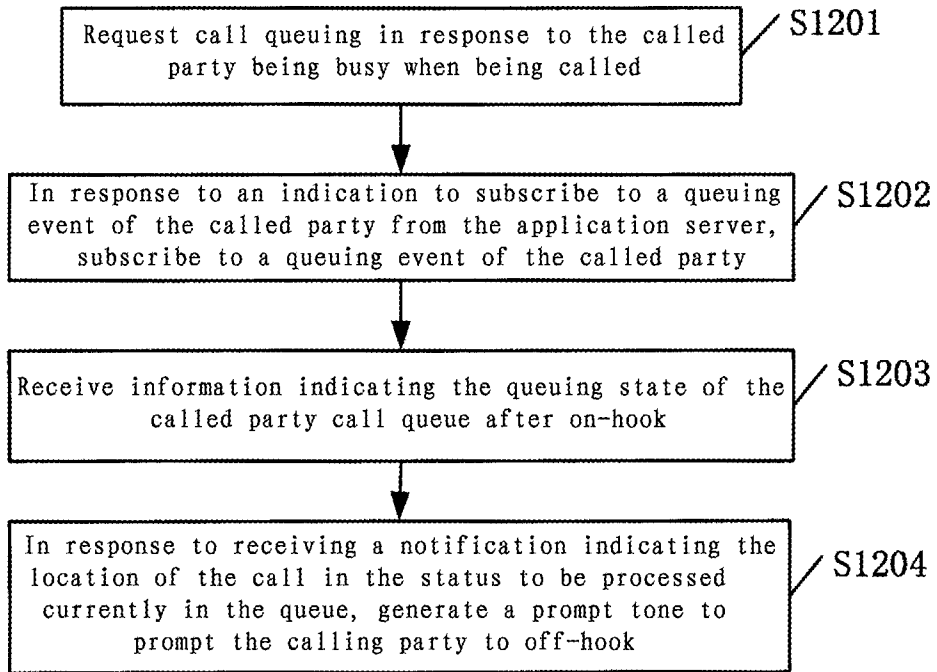 Request call queuing in response to the called
party being busy when being called
S1201
In response to an indication to subscribe to a queuing
event of the called party from the application server,
subscribe to a queuing event of the called party
S1202
Receive information indicating the queuing state of the
called party call queue after on-hook
S1203
In response to receiving a notification indicating the
location of the call in the status to be processed
currently in the queue, generate a prompt tone to
prompt the calling party to off-hook
S1204